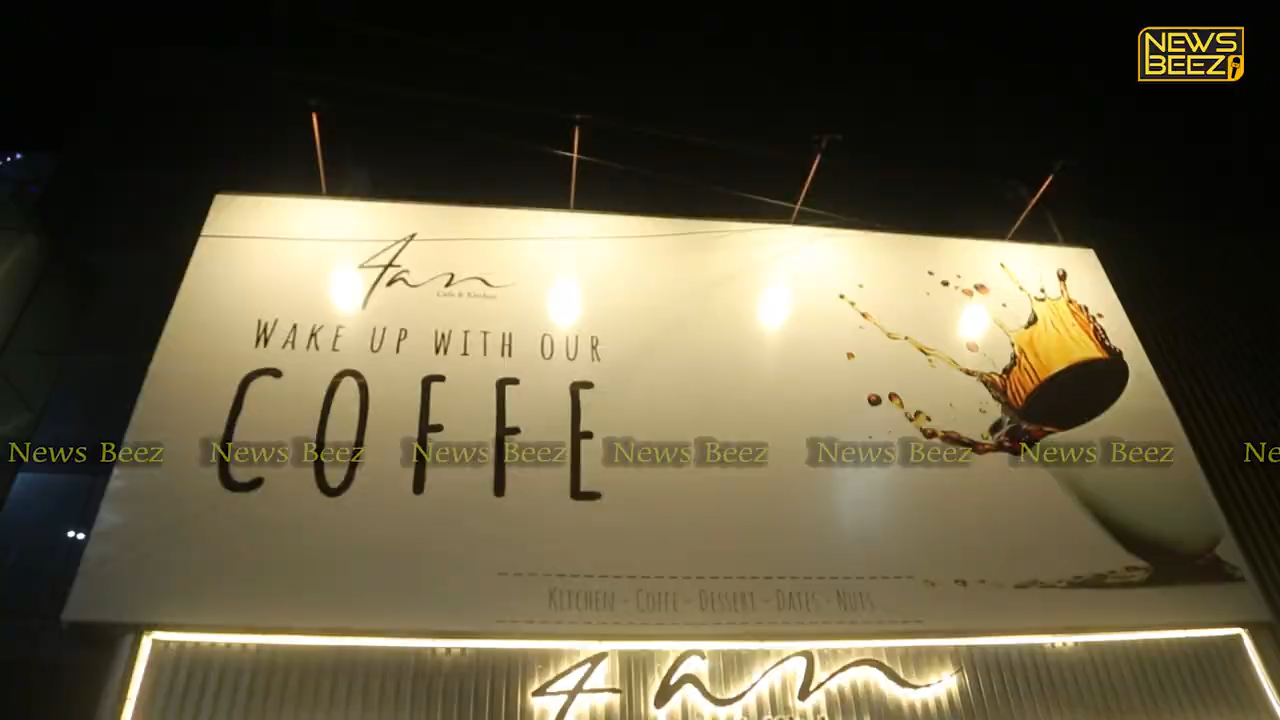 NEWS
BEEZ
4am
Cafe & Kitchen
WAKE UP WITH OUR
COFFE
News Beez News Beez News Beez News Beez News Beez News Beez Ne
KITCHEN - COFFE - DESSERT - DATES - NUTS
4am